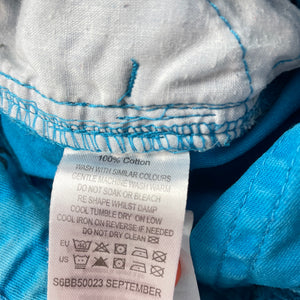 100% Cotton
WASH WITH SIMILAR COLOURS
GENTLE MACHINE WASH WARM
DO NOT SOAK OR BLEACH
RE SHAPE WHILST DAMP
COOL TUMBLE DRY ON LOW
COOL IRON ON REVERSE IF NEEDED
DO NOT DRY CLEAN
EU
US
S6BB50023 SEPTEMBER